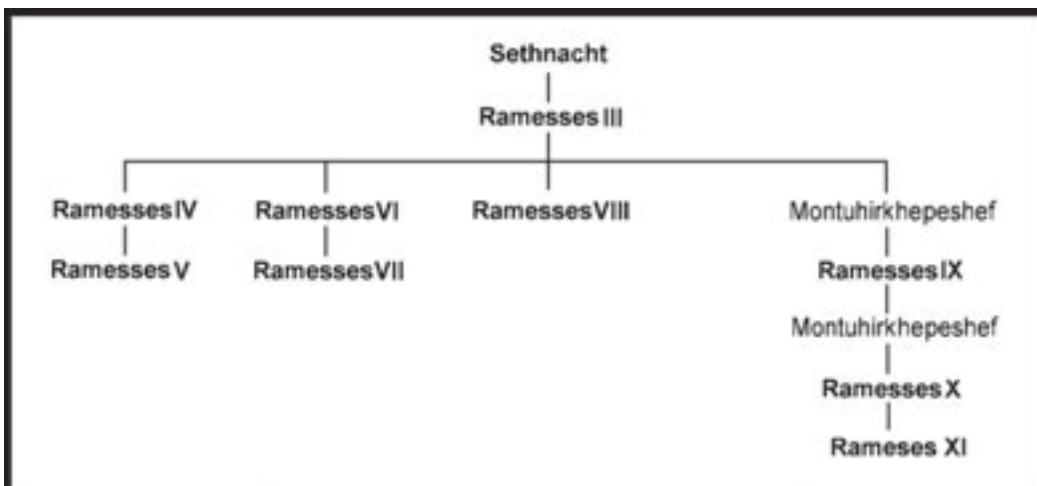 Sethnacht
Ramesses III
Ramesses IV Ramesses VI Ramesses VIII Montuhirkhepeshef
Ramesses V Ramesses VII Ramesses IX
Montuhirkhepeshef
Ramesses X
Rameses XI